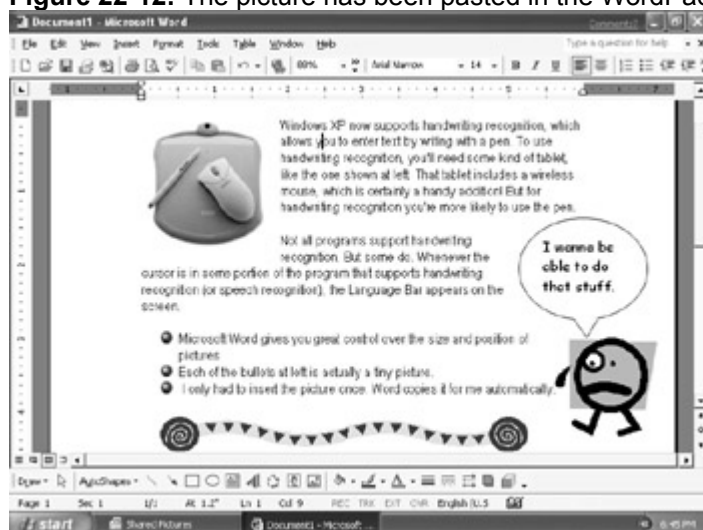 Figure 22-12: The picture has been pasted in the WordPad
Document1 - Microsoft Word
File Edit View Insert Format Tools Table Window Help Type a question for help
88% Arial Narrow 14 B I U
Windows XP now supports handwriting recognition, which
allows you to enter text by writing with a pen. To use
handwriting recognition, you'll need some kind of tablet,
like the one shown at left. That tablet includes a wireless
mouse, which is certainly a handy addition! But for
handwriting recognition you're more likely to use the pen.
Not all programs support handwriting
recognition. But some do. Whenever the
cursor is in some portion of the program that supports handwriting
recognition (or speech recognition), the Language Bar appears on the
screen.
I wanna be
able to do
that stuff.
Microsoft Word gives you great control over the size and position of
pictures
Each of the bullets at left is actually a tiny picture.
I only had to insert the picture once. Word copies it for me automatically.
Draw AutoShapes
Page 1 Sec 1 1/1 At 1.2" Ln 1 Col 9 REC TRK EXT OVR English (U.S
start Shared Pictures Document1 - Microsoft ... 6:45 PM